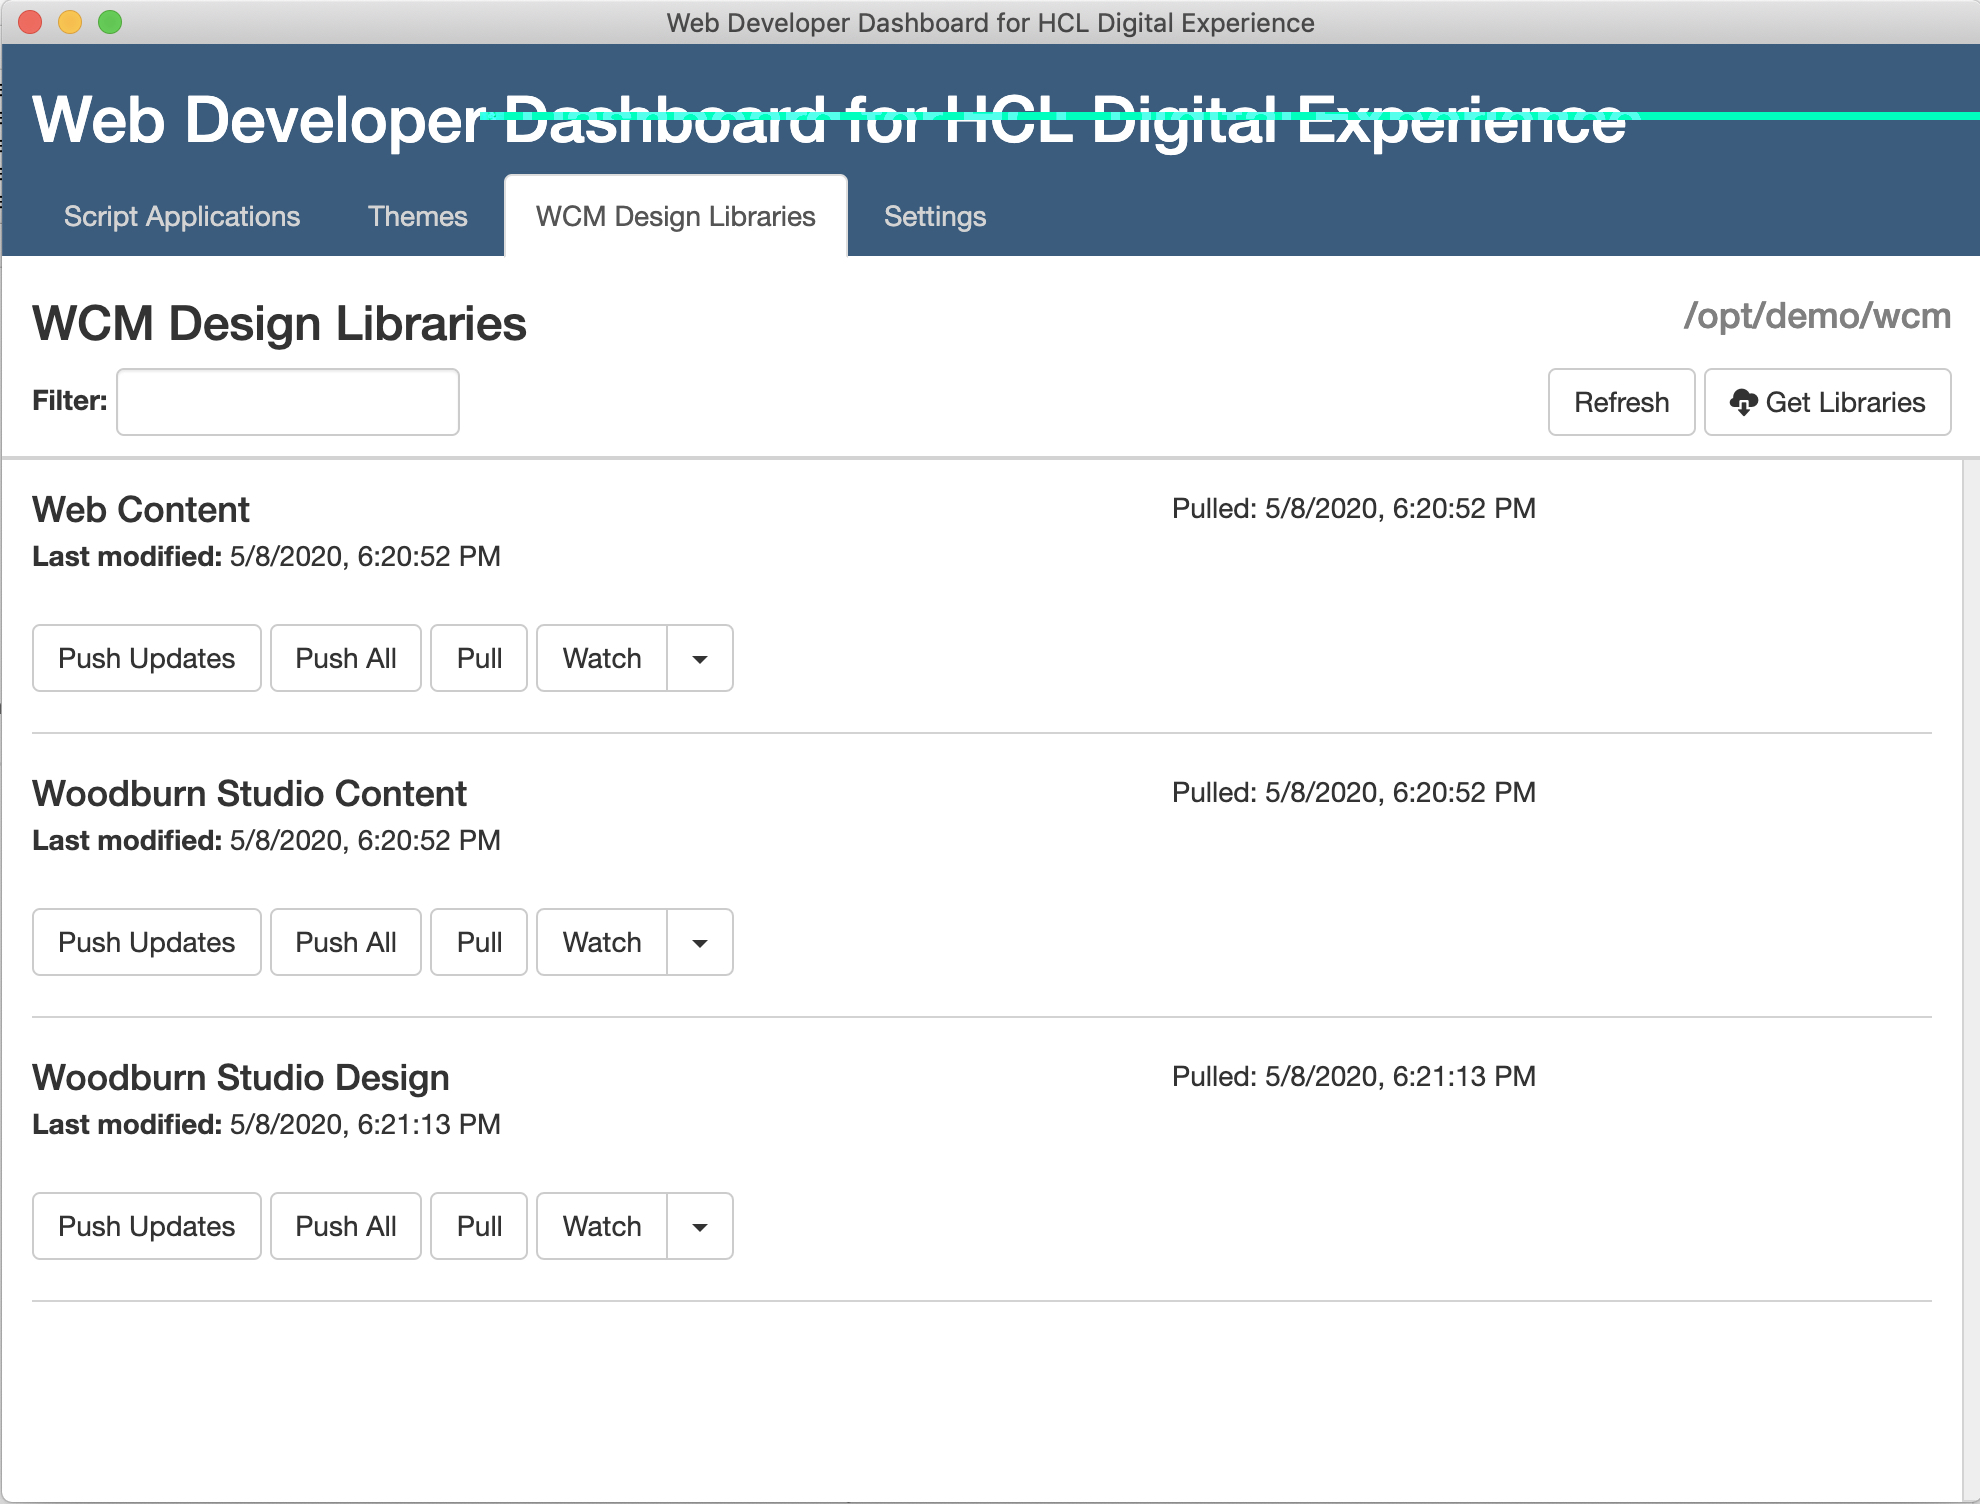 Web Developer Dashboard for HCL Digital Experience
Web Developer Dashboard for HCL Digital Experience
Script Applications Themes WCM Design Libraries Settings
WCM Design Libraries /opt/demo/wcm
Filter: Refresh Get Libraries
Web Content Pulled: 5/8/2020, 6:20:52 PM
Last modified: 5/8/2020, 6:20:52 PM
Push Updates Push All Pull Watch
Woodburn Studio Content Pulled: 5/8/2020, 6:20:52 PM
Last modified: 5/8/2020, 6:20:52 PM
Push Updates Push All Pull Watch
Woodburn Studio Design Pulled: 5/8/2020, 6:21:13 PM
Last modified: 5/8/2020, 6:21:13 PM
Push Updates Push All Pull Watch